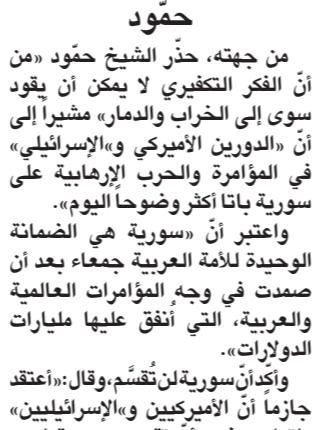 حمّود
من جهته، حذّر الشيخ حمّود «من
أنّ الفكر التكفيري لا يمكن أن يقود
سوى إلى الخراب والدمار» مشيراً إلى
أنّ «الدورين الأميركي و»الإسرائيلي»
في المؤامرة والحرب الإرهابية على
سورية باتا أكثر وضوحاً اليوم».
واعتبر أنّ «سورية هي الضمانة
الوحيدة للأمة العربية جمعاء بعد أن
صمدت في وجه المؤامرات العالمية
والعربية، التي أُنفق عليها مليارات
الدولارات».
وأكّد أنّ سورية لن تُقسَّم، وقال: «أعتقد
جازماً أنّ الأميركيين و»الإسرائيليين»